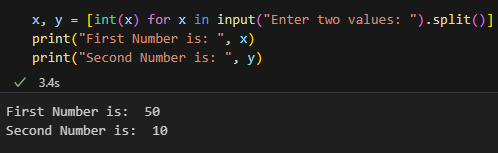 x, y = [int(x) for x in input("Enter two values: ").split()]
print("First Number is: ", x)
print("Second Number is: ", y)
3.4s
First Number is:  50
Second Number is:  10